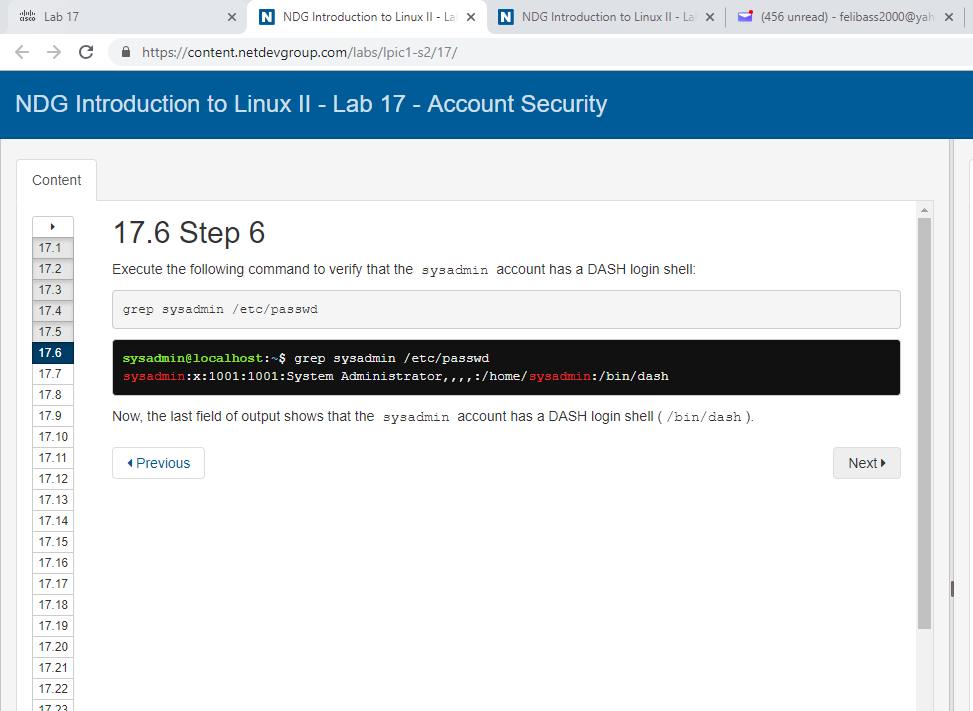 Lab 17
NDG Introduction to Linux II - La
NDG Introduction to Linux II - La
(456 unread) - felibass2000@yah
https://content.netdevgroup.com/labs/lpic1-s2/17/
NDG Introduction to Linux II - Lab 17 - Account Security
Content
17.1
17.2
17.3
17.4
17.5
17.6
17.7
17.8
17.9
17.10
17.11
17.12
17.13
17.14
17.15
17.16
17.17
17.18
17.19
17.20
17.21
17.22
17.23
17.6 Step 6
Execute the following command to verify that the sysadmin account has a DASH login shell:
grep sysadmin /etc/passwd
sysadmin@localhost:~$ grep sysadmin /etc/passwd
sysadmin:x:1001:1001:System Administrator,,,,:/home/sysadmin:/bin/dash
Now, the last field of output shows that the sysadmin account has a DASH login shell ( /bin/dash ).
Previous
Next